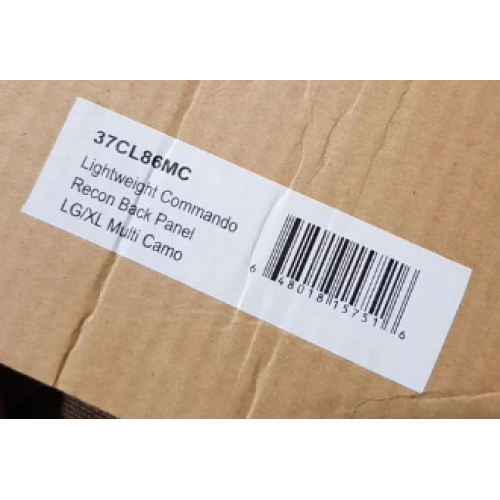 37CL86MC
Lightweight Commando
Recon Back Panel
LG/XL Multi Camo
6 48018 15751 6